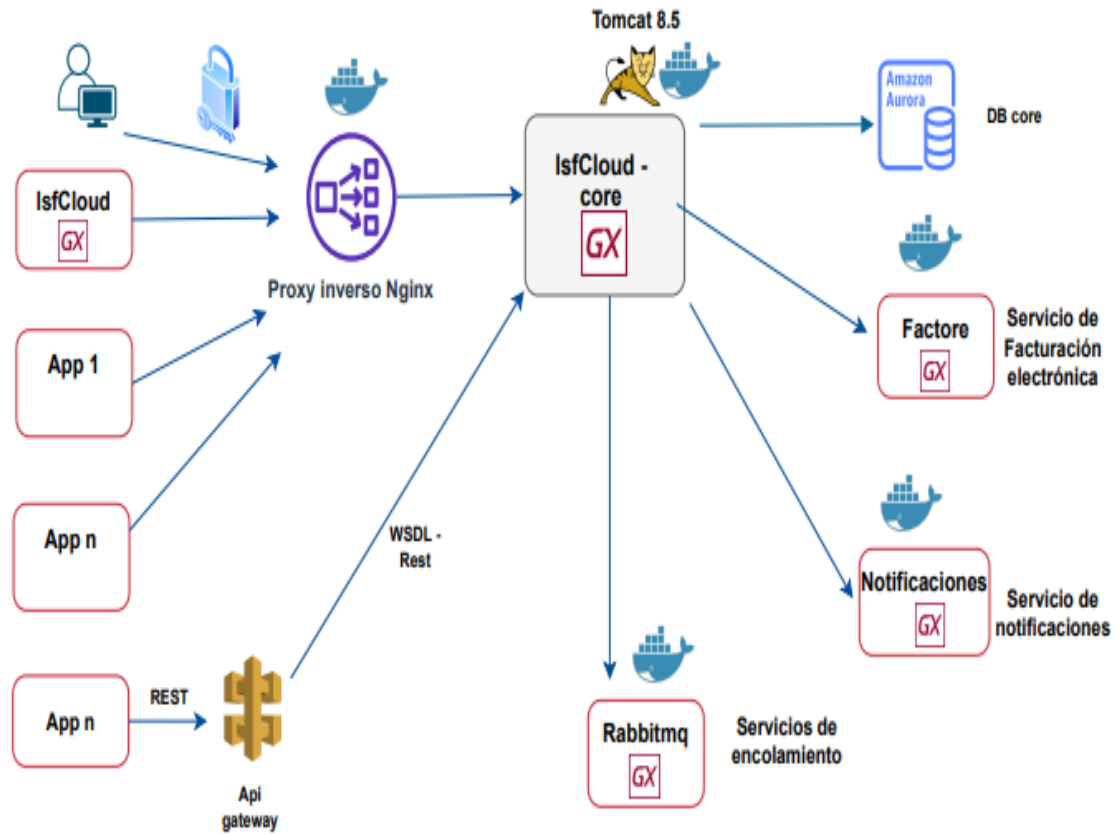 Tomcat 8.5
Amazon
Aurora
DB core
IsfCloud
GX
IsfCloud -
core
GX
Proxy inverso Nginx
App 1
Factore
GX
Servicio de
Facturación
electrónica
App n
WSDL -
Rest
Notificaciones
GX
Servicio de
notificaciones
App n
REST
Api
gateway
Rabbitmq
GX
Servicios de
encolamiento